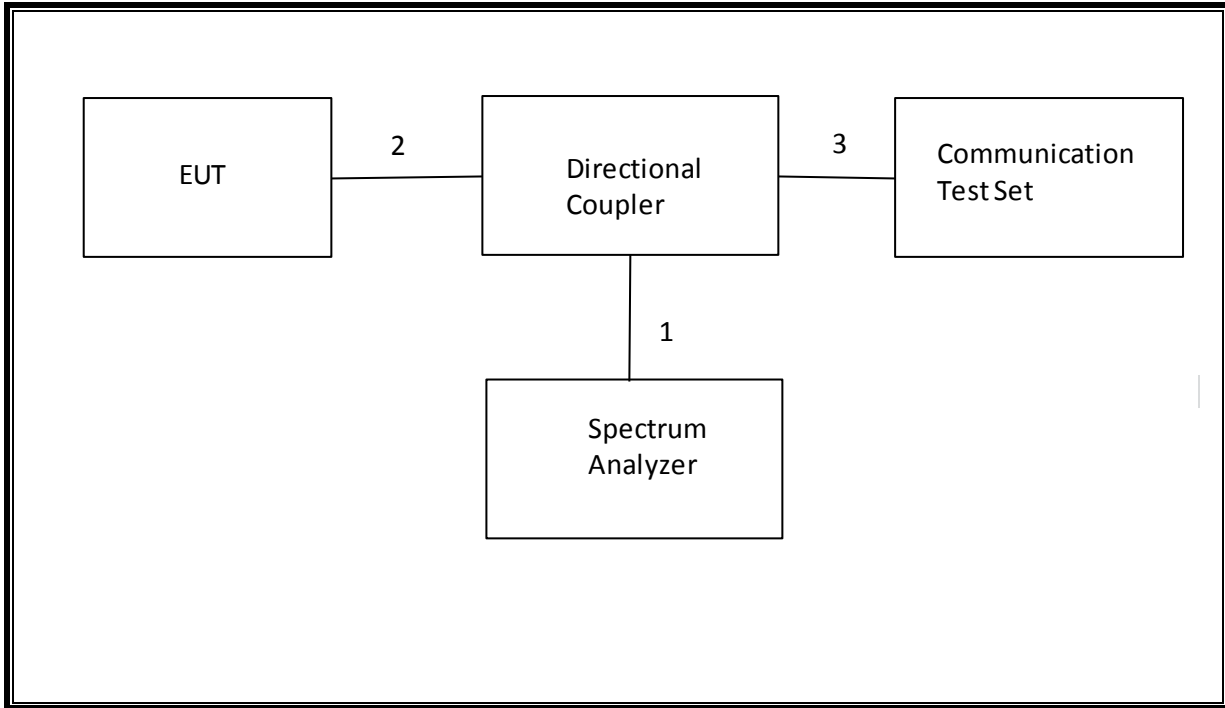 EUT
2
Directional
Coupler
3
Communication
Test Set
1
Spectrum
Analyzer